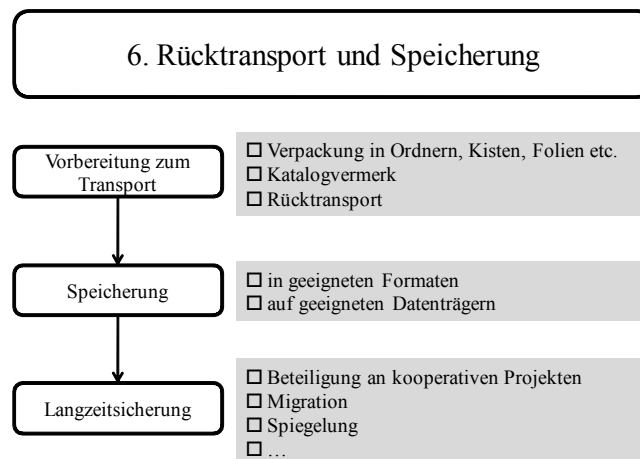 6. Rücktransport und Speicherung
Vorbereitung zum
Transport
☐ Verpackung in Ordnern, Kisten, Folien etc.
☐ Katalogvermerk
☐ Rücktransport
Speicherung
☐ in geeigneten Formaten
☐ auf geeigneten Datenträgern
Langzeitsicherung
☐ Beteiligung an kooperativen Projekten
☐ Migration
☐ Spiegelung
☐ …